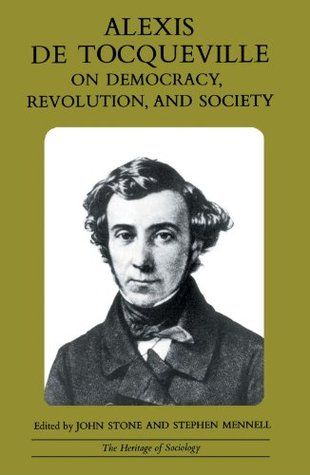 ALEXIS
DE TOCQUEVILLE
ON DEMOCRACY,
REVOLUTION, AND SOCIETY
Edited by JOHN STONE AND STEPHEN MENNELL
The Heritage of Sociology